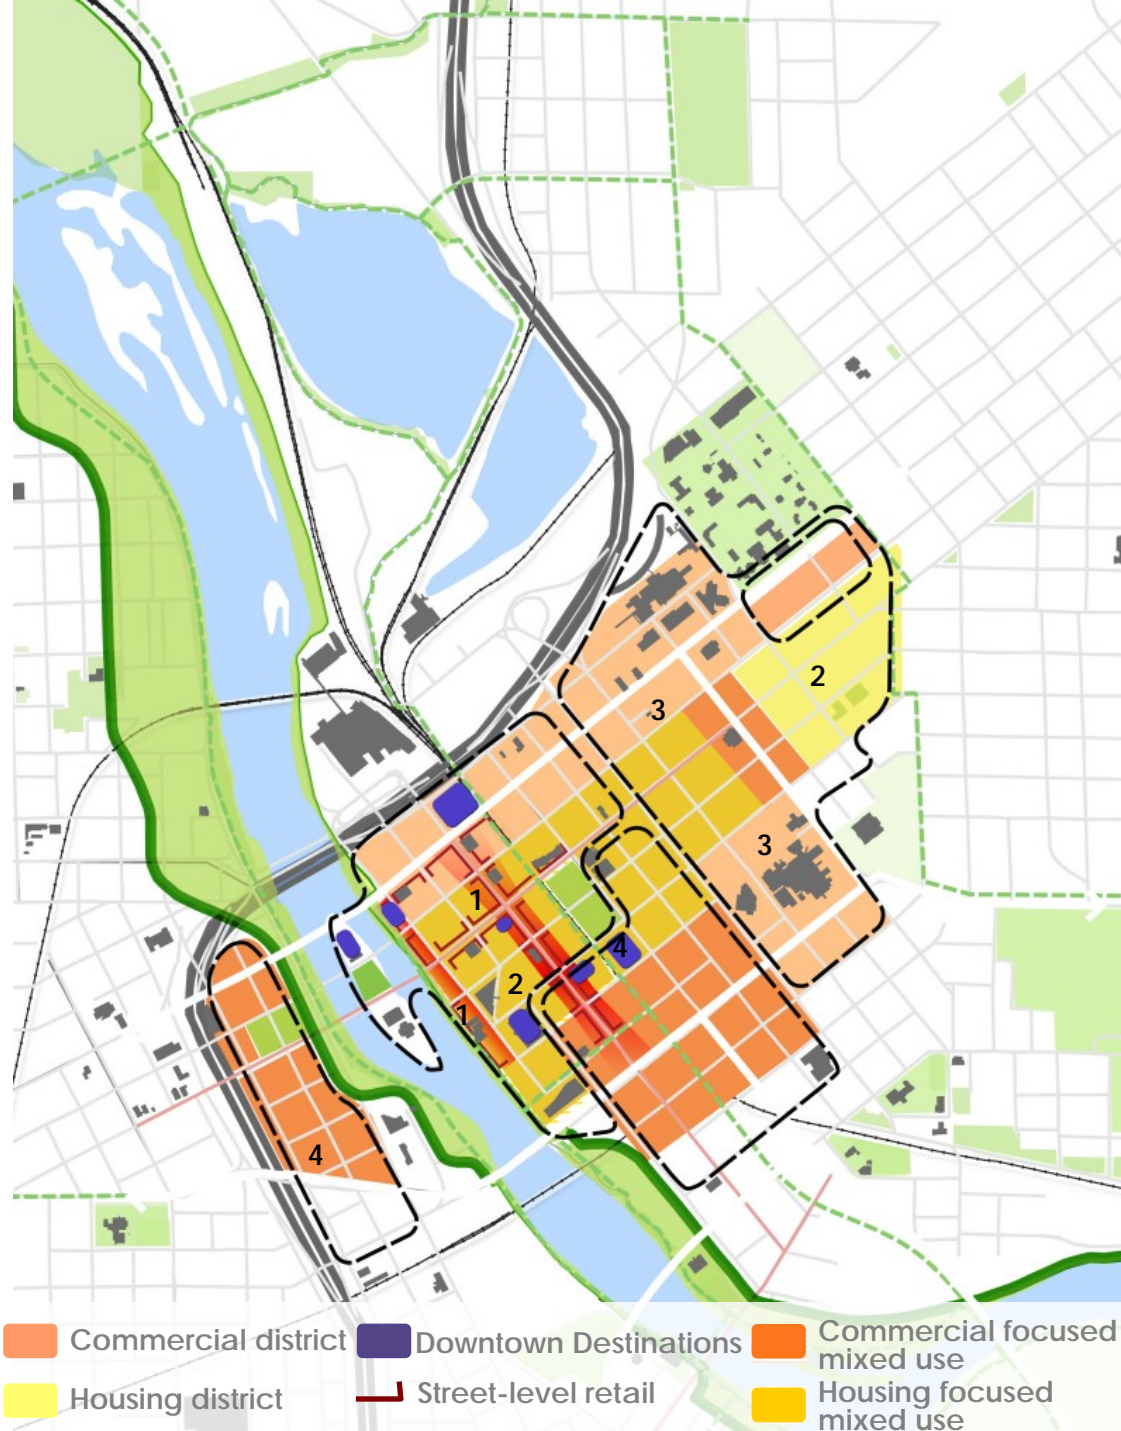 2
3
3
1
4
2
1
4
Commercial district
Downtown Destinations
Commercial focused
mixed use
Housing district
Street-level retail
Housing focused
mixed use